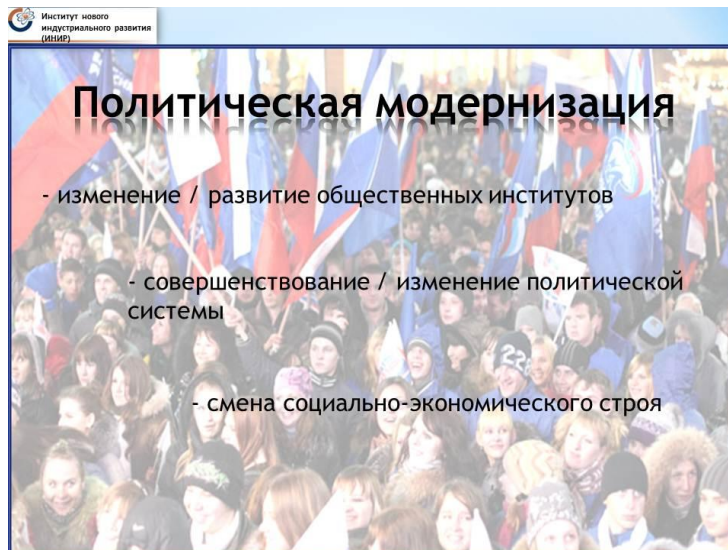 Институт нового
индустриального развития
(ИНИР)
Политическая модернизация
- изменение / развитие общественных институтов
- совершенствование / изменение политической
системы
- смена социально-экономического строя